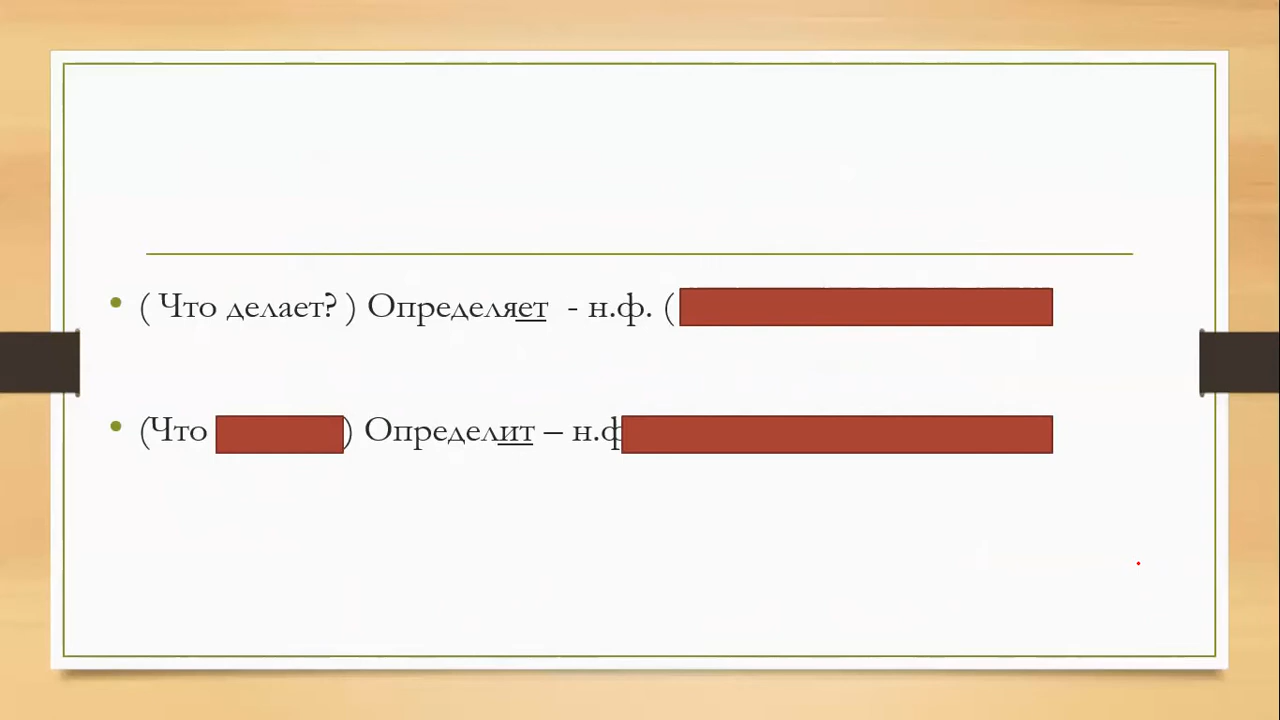 • ( Что делает? ) Определяет - н.ф. (
• (Что ) Определит – н.ф